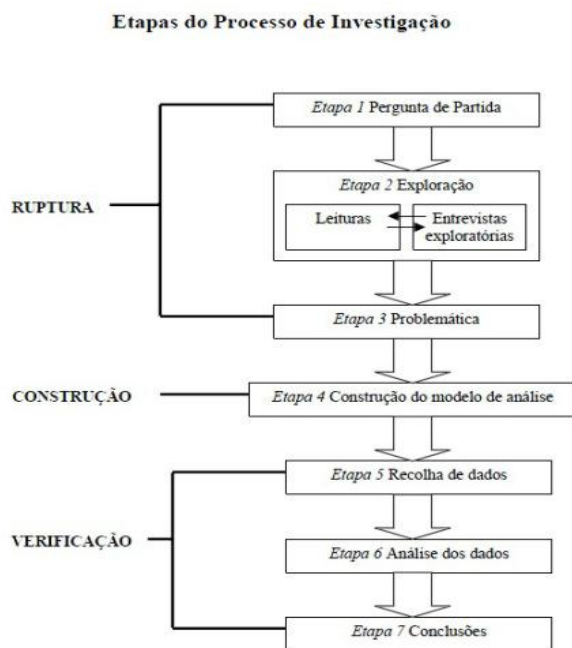 Etapas do Processo de Investigação
Etapa 1 Pergunta de Partida
Etapa 2 Exploração
RUPTURA
Leituras
Entrevistas
exploratórias
Etapa 3 Problemática
CONSTRUÇÃO
Etapa 4 Construção do modelo de análise
Etapa 5 Recolha de dados
VERIFICAÇÃO
Etapa 6 Análise dos dados
Etapa 7 Conclusões